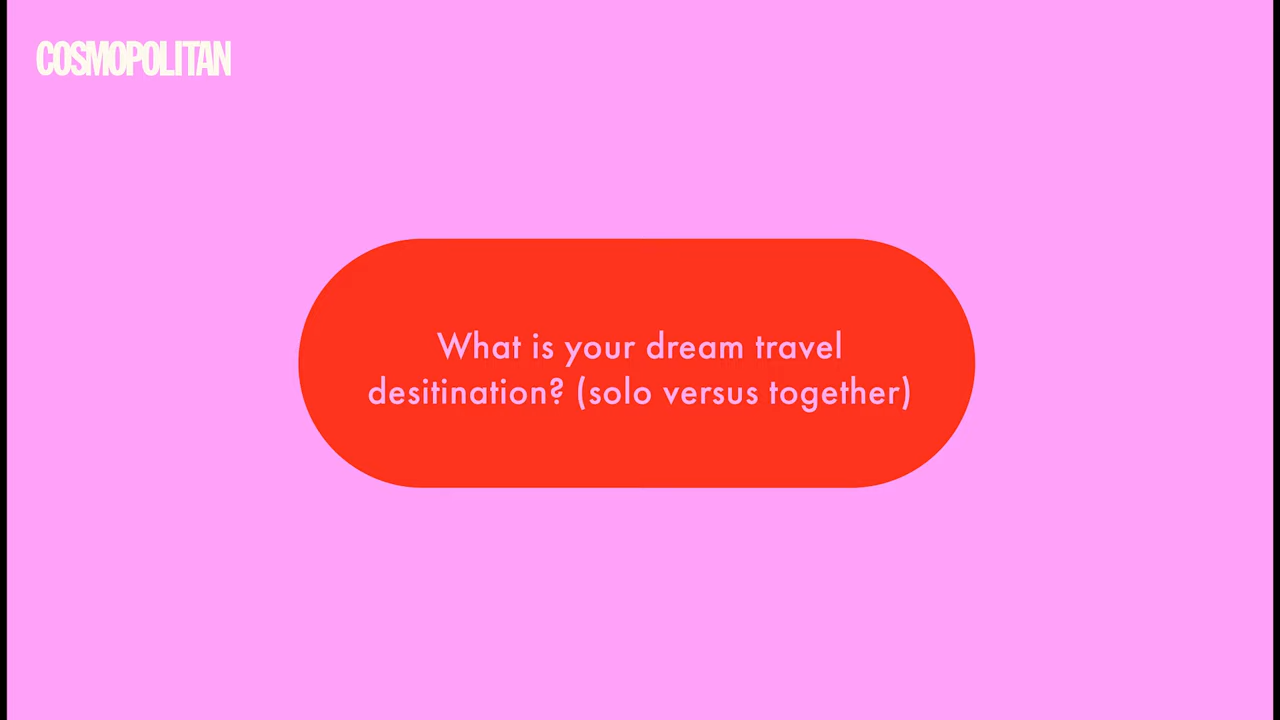 COSMOPOLITAN
What is your dream travel
desitination? (solo versus together)